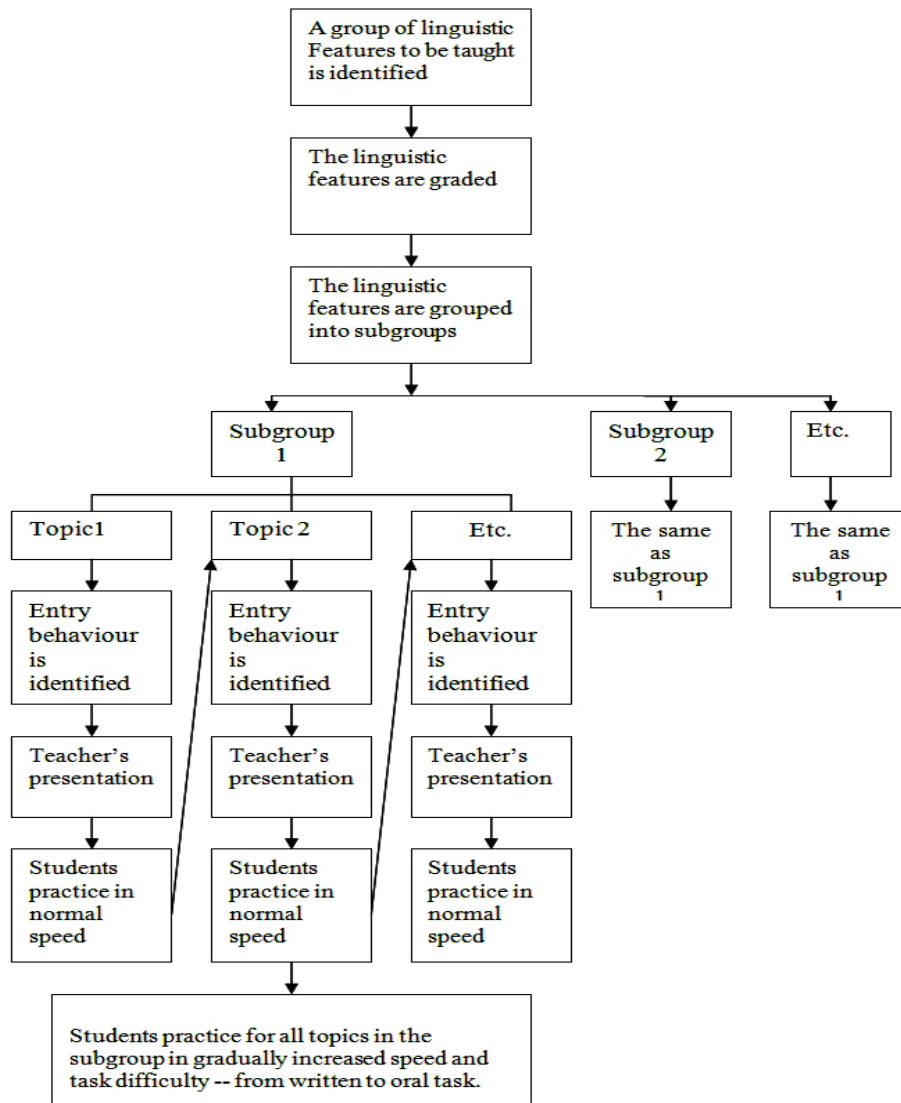 A group of linguistic
Features to be taught
is identified
The linguistic
features are graded
The linguistic
features are grouped
into subgroups
Subgroup
1
Subgroup
2
Etc.
Topic1
Topic 2
Etc.
The same
as
subgroup
1
The same
as
subgroup
1
Entry
behaviour
is
identified
Entry
behaviour
is
identified
Entry
behaviour
is
identified
Teacher's
presentation
Teacher's
presentation
Teacher's
presentation
Students
practice in
normal
speed
Students
practice in
normal
speed
Students
practice in
normal
speed
Students practice for all topics in the
subgroup in gradually increased speed and
task difficulty -- from written to oral task.